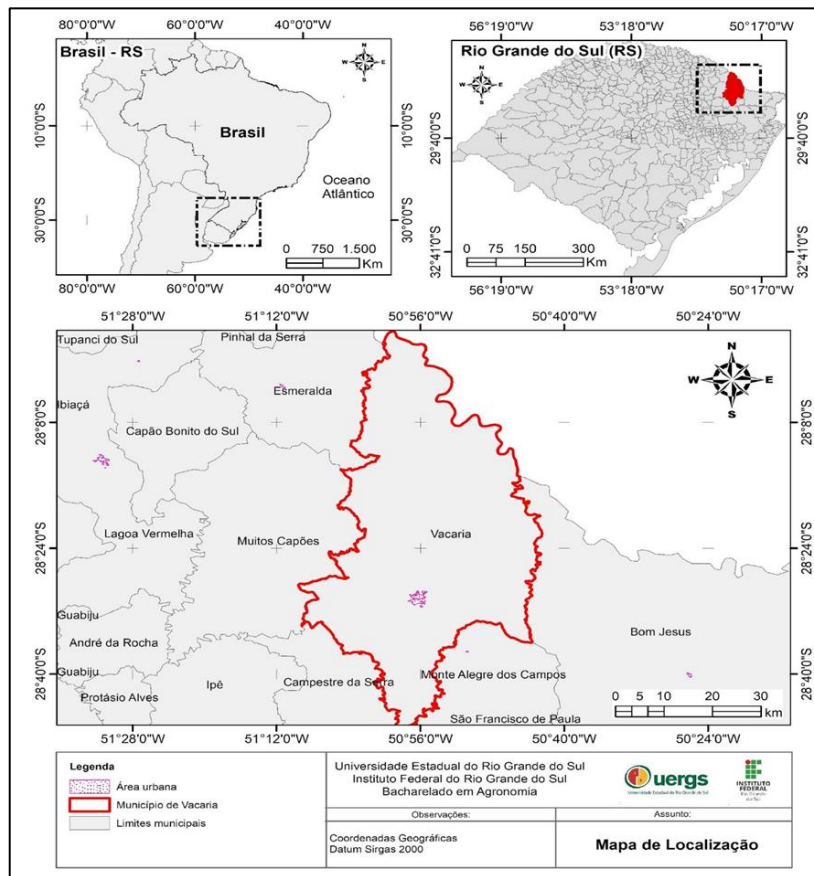 80°0'0"W 60°0'0"W 40°0'0"W
Brasil - RS
N
W E
S
Brasil
Oceano
Atlântico
10°0'0"S
30°0'0"S
10°0'0"S
30°0'0"S
0 750 1.500
Km
80°0'0"W 60°0'0"W 40°0'0"W
56°19'0"W 53°18'0"W 50°17'0"W
Rio Grande do Sul (RS)
N
W E
S
29°40'0"S
32°41'0"S
29°40'0"S
32°41'0"S
0 75 150 300
Km
56°19'0"W 53°18'0"W 50°17'0"W
51°28'0"W 51°12'0"W 50°56'0"W 50°40'0"W 50°24'0"W
Tupanci do Sul
Pinhal da Serra
N
W E
S
Ibiaçá
Esmeralda
28°8'0"S
28°8'0"S
Capão Bonito do Sul
Lagoa Vermelha
Muitos Capões
Vacaria
28°24'0"S
28°24'0"S
Guabiju
André da Rocha
Bom Jesus
Guabiju
Ipê
Campestre da Serra
Monte Alegre dos Campos
28°40'0"S
28°40'0"S
Protásio Alves
São Francisco de Paula
0 5 10 20 30
km
51°28'0"W 51°12'0"W 50°56'0"W 50°40'0"W 50°24'0"W
Legenda
Área urbana
Município de Vacaria
Limites municipais
Universidade Estadual do Rio Grande do Sul
Instituto Federal do Rio Grande do Sul
Bacharelado em Agronomia
uergs
Universidade Estadual do Rio Grande do Sul
INSTITUTO
FEDERAL
Rio Grande
do Sul
Observações:
Assunto:
Coordenadas Geográficas
Datum Sirgas 2000
Mapa de Localização